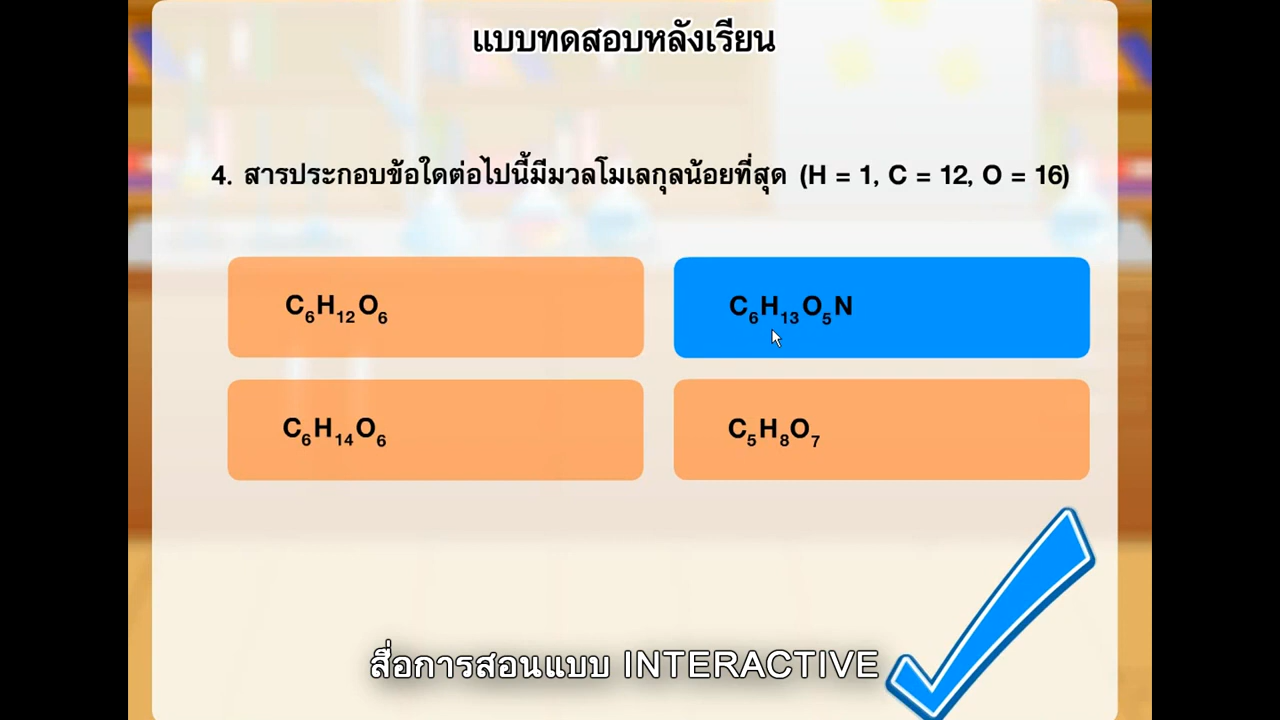 แบบทดสอบหลังเรียน
4. สารประกอบข้อใดต่อไปนี้มีมวลโมเลกุลน้อยที่สุด (H = 1, C = 12, O = 16)
C₆H₁₂O₆
C₆H₁₃O₅N
C₆H₁₄O₆
C₅H₈O₇
สื่อการสอนแบบ INTERACTIVE